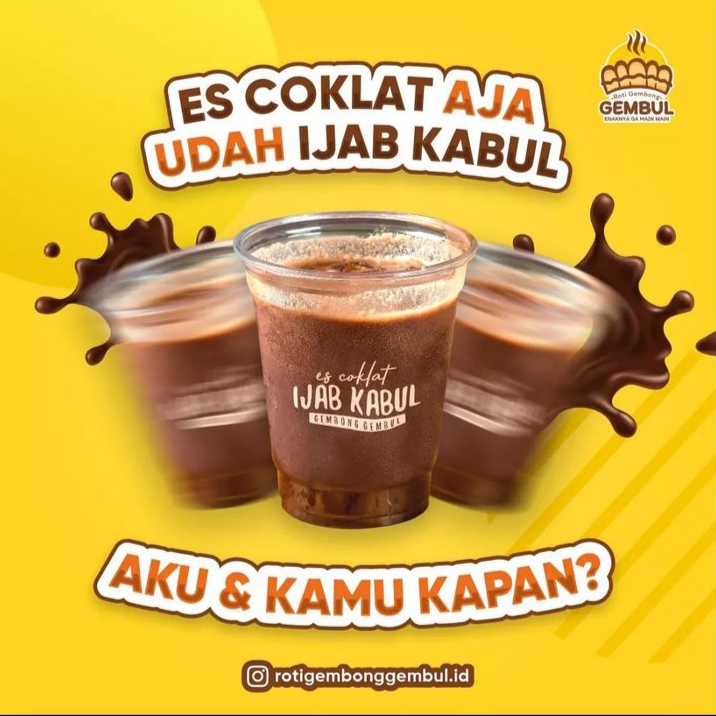 Roti Gembong
GEMBUL
ENAKNYA GA MAIN MAIN
ES COKLAT AJA
UDAH IJAB KABUL
es coklat
IJAB KABUL
GEMBONG GEMBUL
AKU & KAMU KAPAN?
rotigembonggembul.id